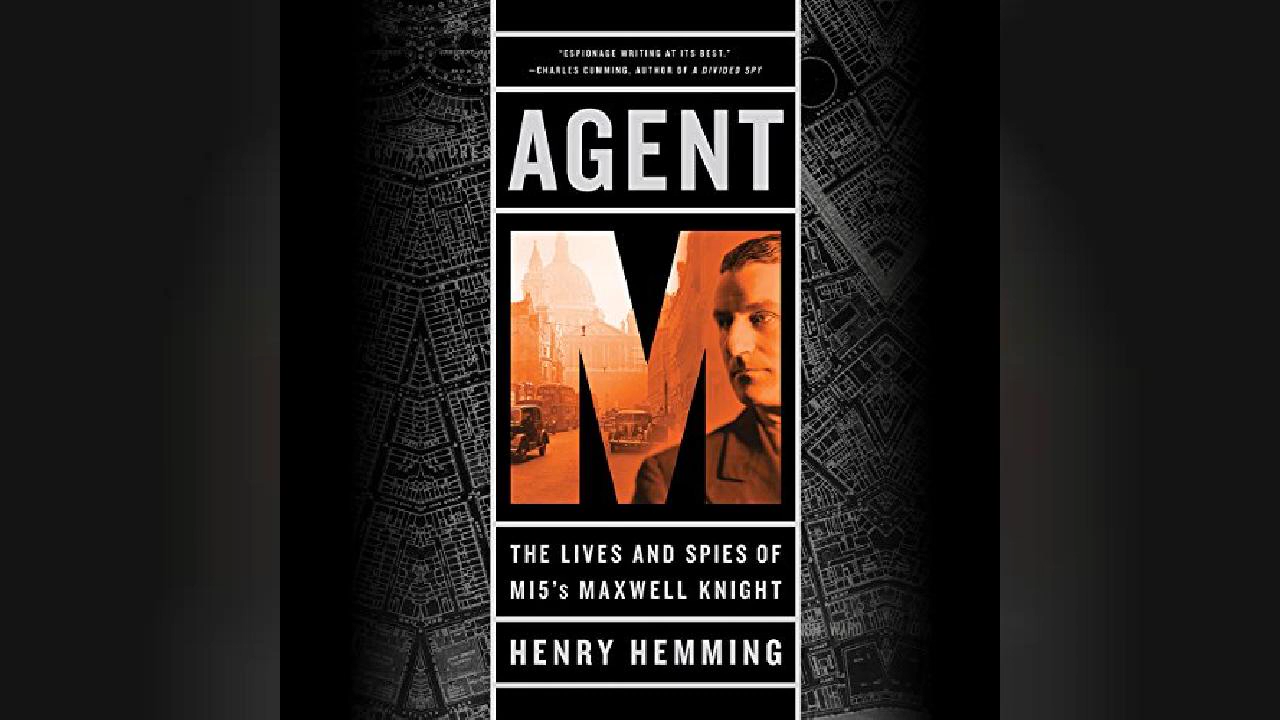 "ESPIONAGE WRITING AT ITS BEST."
—CHARLES CUMMING, AUTHOR OF A DIVIDED SPY
AGENT
M
THE LIVES AND SPIES OF
MI5's MAXWELL KNIGHT
HENRY HEMMING